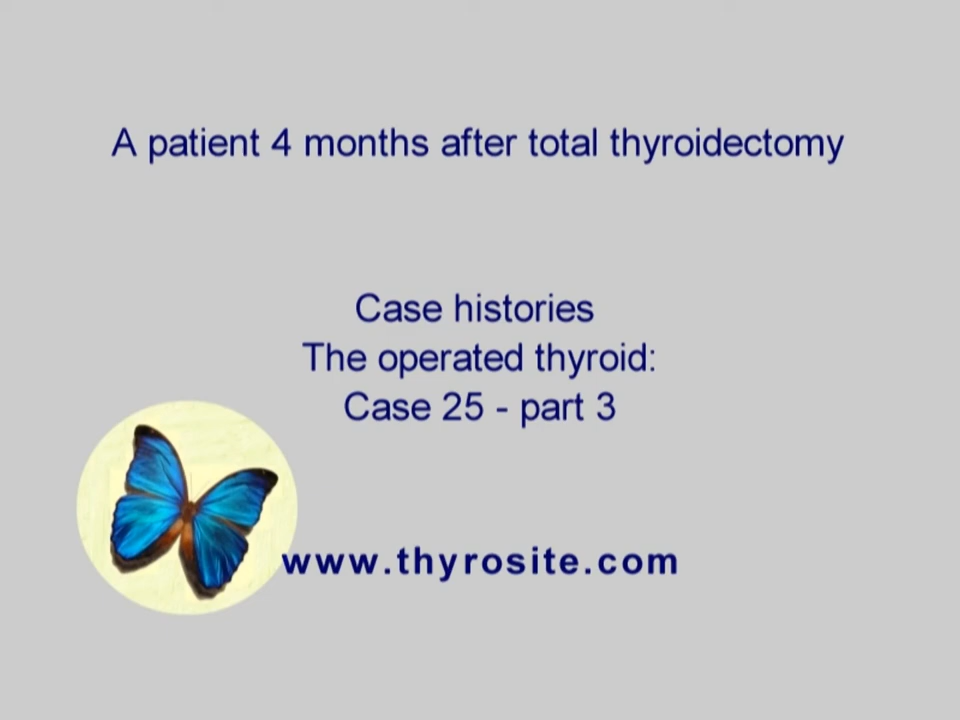 A patient 4 months after total thyroidectomy
Case histories
The operated thyroid:
Case 25 - part 3
www.thyrosite.com